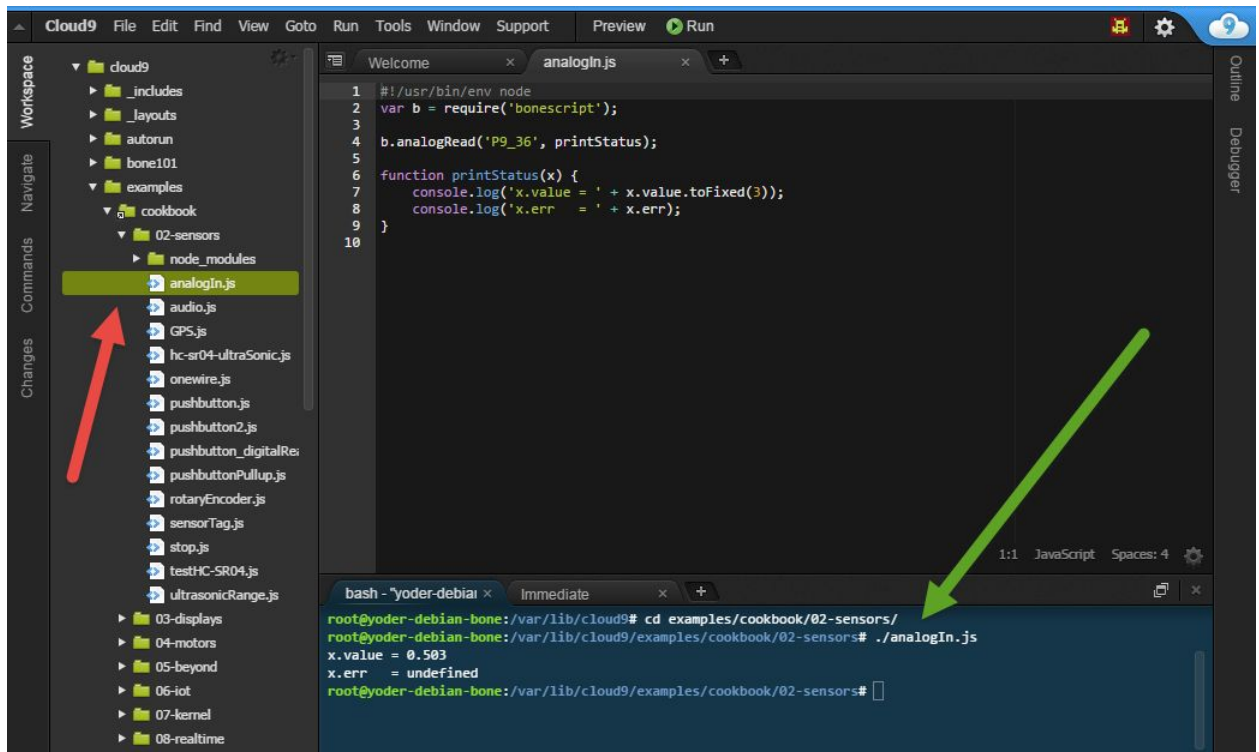 Cloud9 File Edit Find View Goto Run Tools Window Support Preview Run
Workspace
Navigate
Commands
Changes
cloud9
_includes
_layouts
autorun
bone101
examples
cookbook
02-sensors
node_modules
analogIn.js
audio.js
GPS.js
hc-sr04-ultraSonic.js
onewire.js
pushbutton.js
pushbutton2.js
pushbutton_digitalRea
pushbuttonPullup.js
rotaryEncoder.js
sensorTag.js
stop.js
testHC-SR04.js
ultrasonicRange.js
03-displays
04-motors
05-beyond
06-iot
07-kernel
08-realtime
Welcome × analogIn.js × +
1 #!/usr/bin/env node
2 var b = require('bonescript');
3
4 b.analogRead('P9_36', printStatus);
5
6 function printStatus(x) {
7     console.log('x.value = ' + x.value.toFixed(3));
8     console.log('x.err   = ' + x.err);
9 }
10
1:1 JavaScript Spaces: 4
bash - "yoder-debiar × Immediate × +
root@yoder-debian-bone:/var/lib/cloud9# cd examples/cookbook/02-sensors/
root@yoder-debian-bone:/var/lib/cloud9/examples/cookbook/02-sensors# ./analogIn.js
x.value = 0.503
x.err   = undefined
root@yoder-debian-bone:/var/lib/cloud9/examples/cookbook/02-sensors#
9
Outline
Debugger